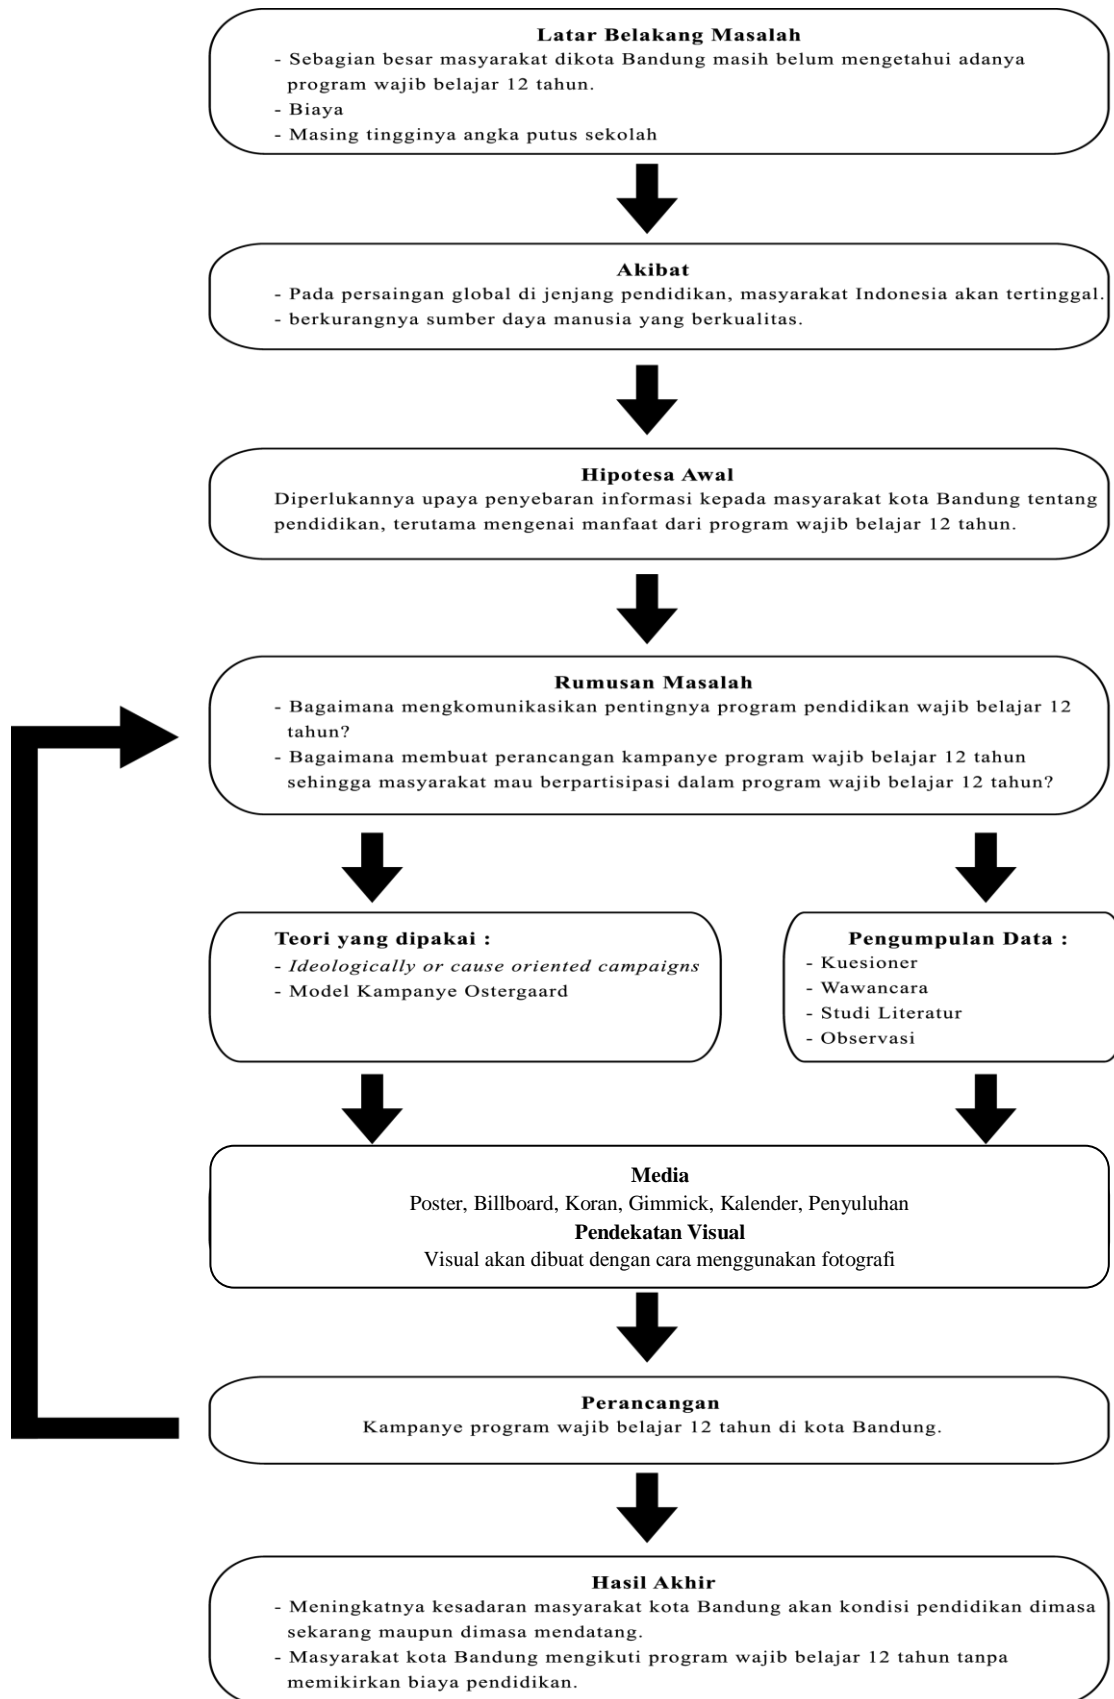 Latar Belakang Masalah
- Sebagian besar masyarakat dikota Bandung masih belum mengetahui adanya
program wajib belajar 12 tahun.
- Biaya
- Masing tingginya angka putus sekolah
Akibat
- Pada persaingan global di jenjang pendidikan, masyarakat Indonesia akan tertinggal.
- berkurangnya sumber daya manusia yang berkualitas.
Hipotesa Awal
Diperlukannya upaya penyebaran informasi kepada masyarakat kota Bandung tentang
pendidikan, terutama mengenai manfaat dari program wajib belajar 12 tahun.
Rumusan Masalah
- Bagaimana mengkomunikasikan pentingnya program pendidikan wajib belajar 12
tahun?
- Bagaimana membuat perancangan kampanye program wajib belajar 12 tahun
sehingga masyarakat mau berpartisipasi dalam program wajib belajar 12 tahun?
Teori yang dipakai :
- Ideologically or cause oriented campaigns
- Model Kampanye Ostergaard
Pengumpulan Data :
- Kuesioner
- Wawancara
- Studi Literatur
- Observasi
Media
Poster, Billboard, Koran, Gimmick, Kalender, Penyuluhan
Pendekatan Visual
Visual akan dibuat dengan cara menggunakan fotografi
Perancangan
Kampanye program wajib belajar 12 tahun di kota Bandung.
Hasil Akhir
- Meningkatnya kesadaran masyarakat kota Bandung akan kondisi pendidikan dimasa
sekarang maupun dimasa mendatang.
- Masyarakat kota Bandung mengikuti program wajib belajar 12 tahun tanpa
memikirkan biaya pendidikan.